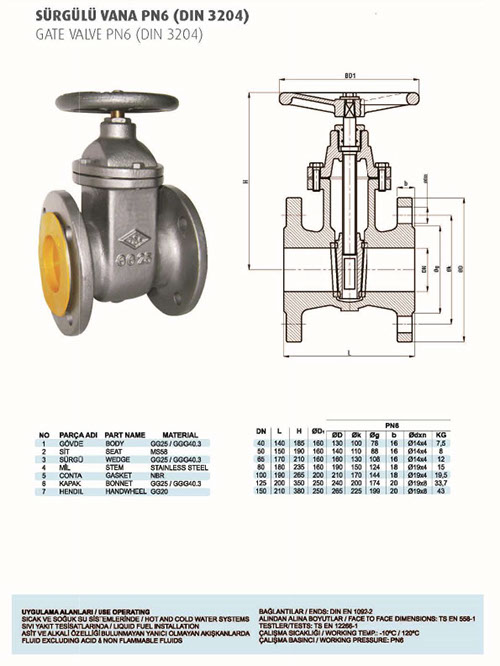 SÜRGÜLÜ VANA PN6 (DIN 3204)
GATE VALVE PN6 (DIN 3204)
GG25
BD1
H
b
DN
Øg
Øk
ØD
L
NO PARÇA ADI PART NAME MATERIAL
1 GÖVDE BODY GG25 / GGG40.3
2 SİT SEAT MS58
3 SÜRGÜ WEDGE GG25 / GGG40.3
4 MİL STEM STAINLESS STEEL
5 CONTA GASKET NBR
6 KAPAK BONNET GG25 / GGG40.3
7 HENDIL HANDWHEEL GG20
PN6
DN L H ØD₁ ØD Øk Øg b Ødxn KG
40 140 185 160 130 100 78 16 Ø14x4 7,5
50 150 190 160 140 110 88 16 Ø14x4 8
65 170 210 160 160 130 108 16 Ø14x4 12
80 180 235 160 190 150 124 18 Ø19x4 15
100 190 265 200 210 170 144 18 Ø19x4 19,5
125 200 350 250 240 200 174 20 Ø19x8 33,7
150 210 380 250 265 225 199 20 Ø19x8 43
UYGULAMA ALANLARI / USE OPERATING
SICAK VE SOĞUK SU SİSTEMLERİNDE / HOT AND COLD WATER SYSTEMS
SIVI YAKIT TESİSATLARINDA / LIQUID FUEL INSTALLATION
ASİT VE ALKALİ ÖZELLİĞİ BULUNMAYAN YANICI OLMAYAN AKIŞKANLARDA
FLUID EXCLUDING ACID & NON FLAMMABLE FLUIDS
BAĞLANTILAR / ENDS: DIN EN 1092-2
ALINDAN ALINA BOYUTLAR / FACE TO FACE DIMENSIONS: TS EN 558-1
TESTLER/TESTS: TS EN 12266-1
ÇALIŞMA SICAKLIĞI / WORKING TEMP.: -10°C / 120°C
ÇALIŞMA BASINCI / WORKING PRESSURE: PN6